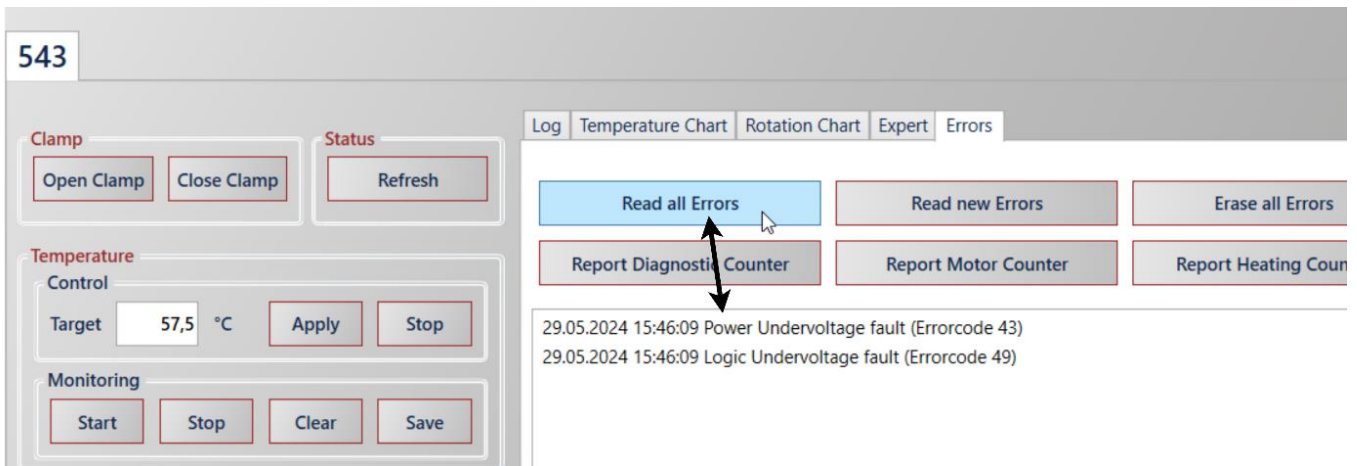 543
Clamp
Open Clamp Close Clamp
Status
Refresh
Temperature
Control
Target 57,5 °C Apply Stop
Monitoring
Start Stop Clear Save
Log Temperature Chart Rotation Chart Expert Errors
Read all Errors Read new Errors Erase all Errors
Report Diagnostic Counter Report Motor Counter Report Heating Coun
29.05.2024 15:46:09 Power Undervoltage fault (Errorcode 43)
29.05.2024 15:46:09 Logic Undervoltage fault (Errorcode 49)